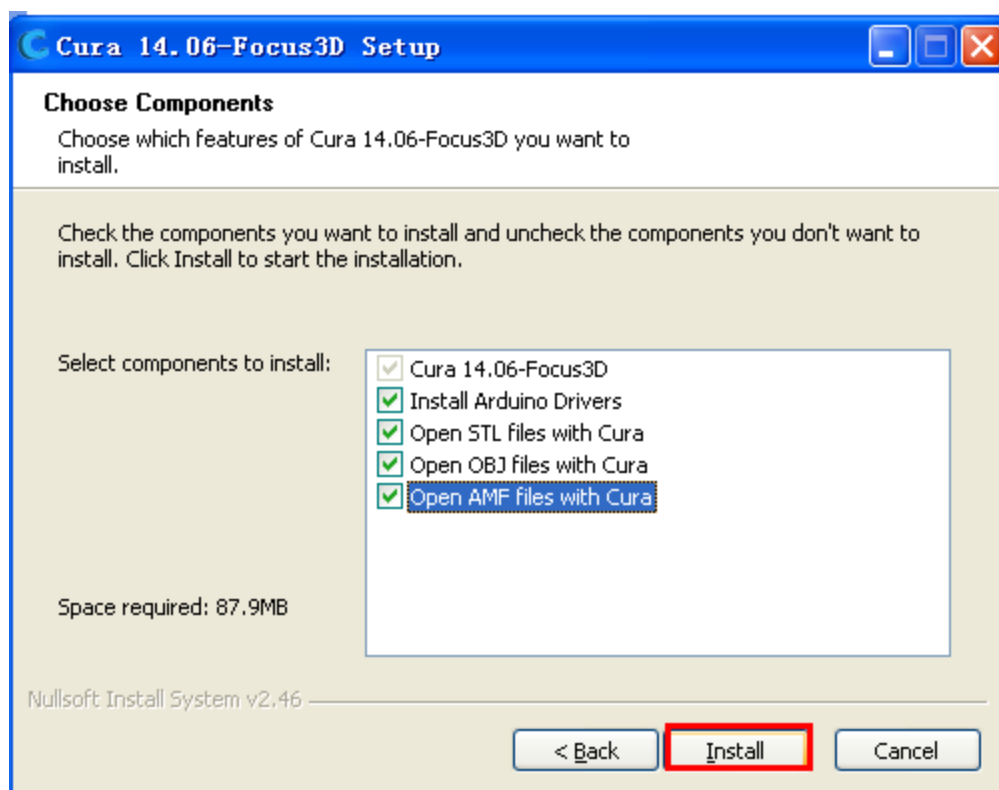 Cura 14.06-Focus3D Setup
Choose Components
Choose which features of Cura 14.06-Focus3D you want to
install.
Check the components you want to install and uncheck the components you don't want to
install. Click Install to start the installation.
Select components to install:
Cura 14.06-Focus3D
Install Arduino Drivers
Open STL files with Cura
Open OBJ files with Cura
Open AMF files with Cura
Space required: 87.9MB
Nullsoft Install System v2.46
< Back
Install
Cancel